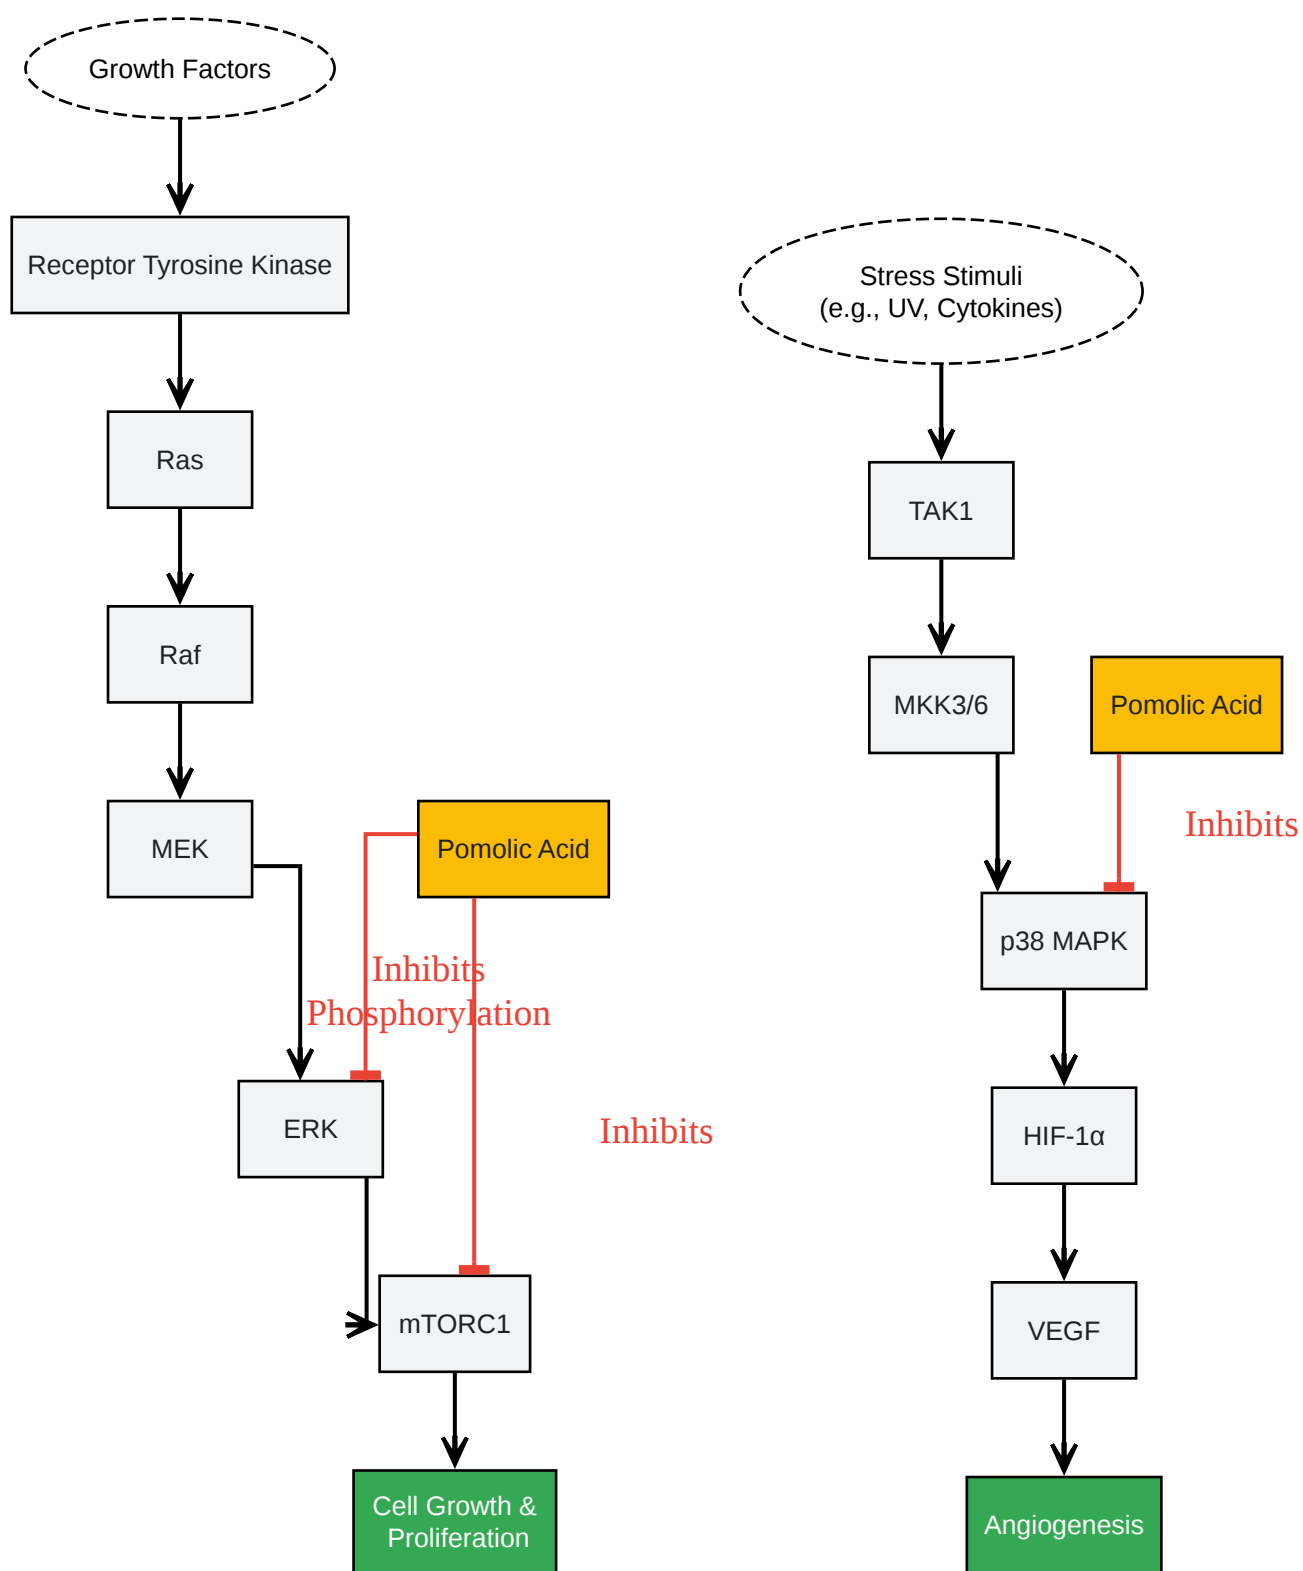 Growth Factors
Receptor Tyrosine Kinase
Ras
Raf
MEK
Pomolic Acid
Inhibits
Phosphorylation
ERK
Inhibits
mTORC1
Cell Growth &
Proliferation
Stress Stimuli
(e.g., UV, Cytokines)
TAK1
MKK3/6
Pomolic Acid
Inhibits
p38 MAPK
HIF-1α
VEGF
Angiogenesis